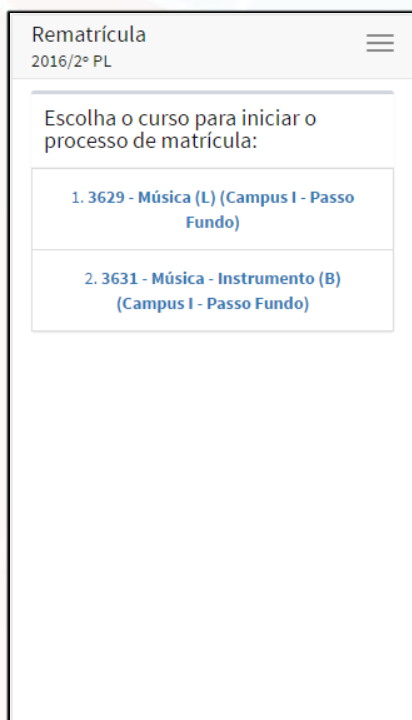 Rematrícula
2016/2º PL
Escolha o curso para iniciar o
processo de matrícula:
1. 3629 - Música (L) (Campus I - Passo
Fundo)
2. 3631 - Música - Instrumento (B)
(Campus I - Passo Fundo)